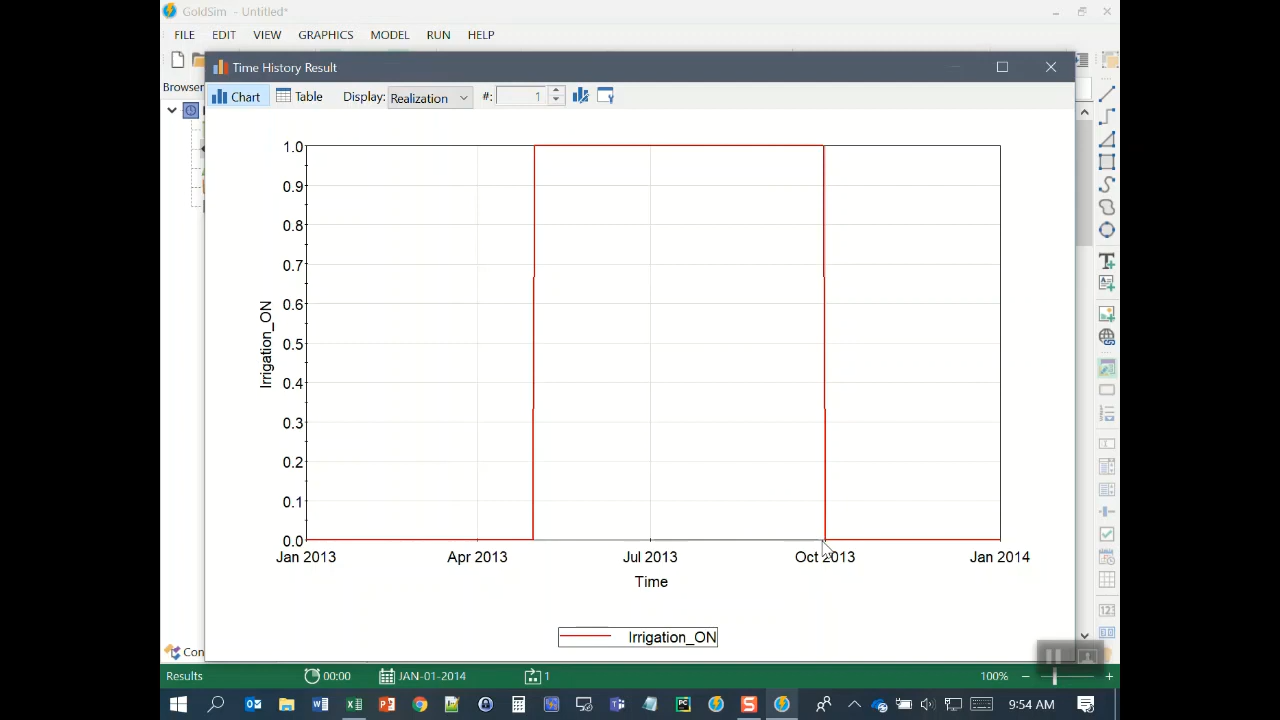 GoldSim - Untitled*
FILE EDIT VIEW GRAPHICS MODEL RUN HELP
Time History Result
Browser
Chart Table Display: Realization #: 1
1.0
0.9
0.8
0.7
0.6
0.5
0.4
0.3
0.2
0.1
0.0
Irrigation_ON
Jan 2013 Apr 2013 Jul 2013 Oct 2013 Jan 2014
Time
Irrigation_ON
Con
Results 00:00 JAN-01-2014 1 100%
9:54 AM